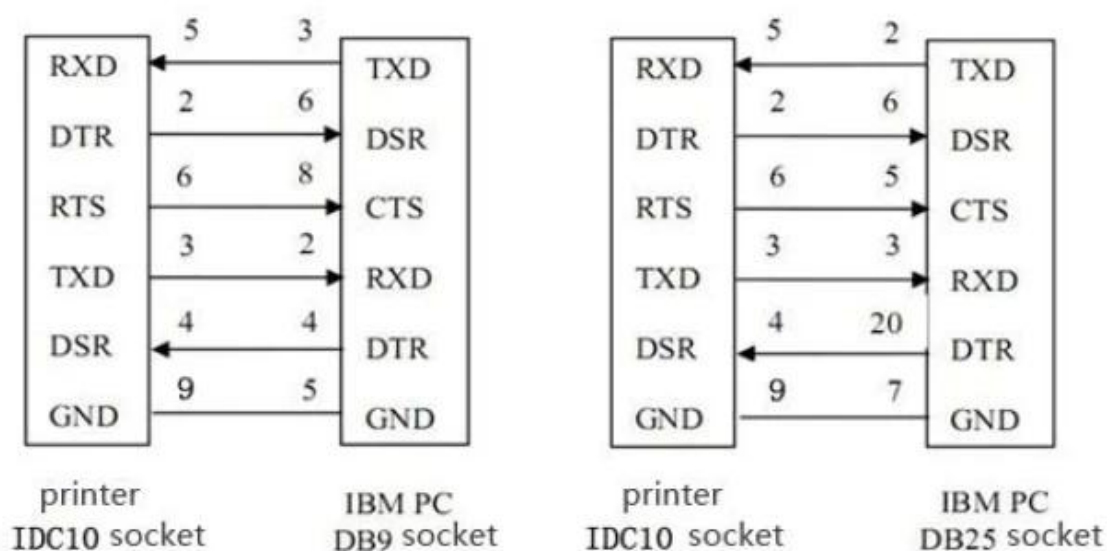 5 3
RXD TXD
2 6
DTR DSR
6 8
RTS CTS
3 2
TXD RXD
4 4
DSR DTR
9 5
GND GND
printer IBM PC
IDC10 socket DB9 socket
5 2
RXD TXD
2 6
DTR DSR
6 5
RTS CTS
3 3
TXD RXD
4 20
DSR DTR
9 7
GND GND
printer IBM PC
IDC10 socket DB25 socket